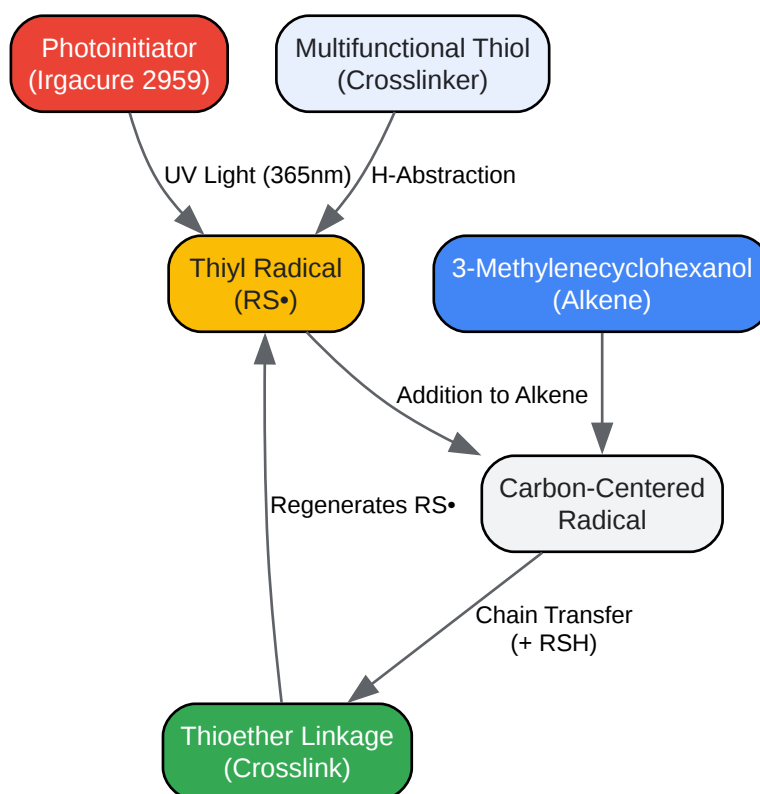 Photoinitiator
(Irgacure 2959)
Multifunctional Thiol
(Crosslinker)
UV Light (365nm)
H-Abstraction
Thiyl Radical
(RS•)
3-Methylenecyclohexanol
(Alkene)
Addition to Alkene
Carbon-Centered
Radical
Regenerates RS•
Chain Transfer
(+ RSH)
Thioether Linkage
(Crosslink)